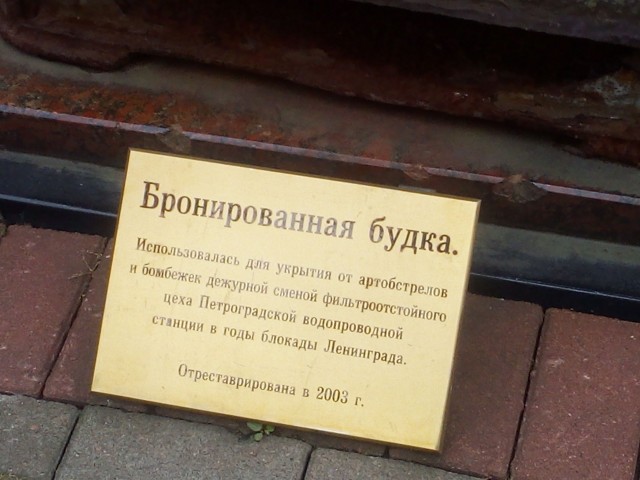 Бронированная будка.
Использовалась для укрытия от артобстрелов
и бомбежек дежурной сменой фильтроотстойного
цеха Петроградской водопроводной
станции в годы блокады Ленинграда.
Отреставрирована в 2003 г.